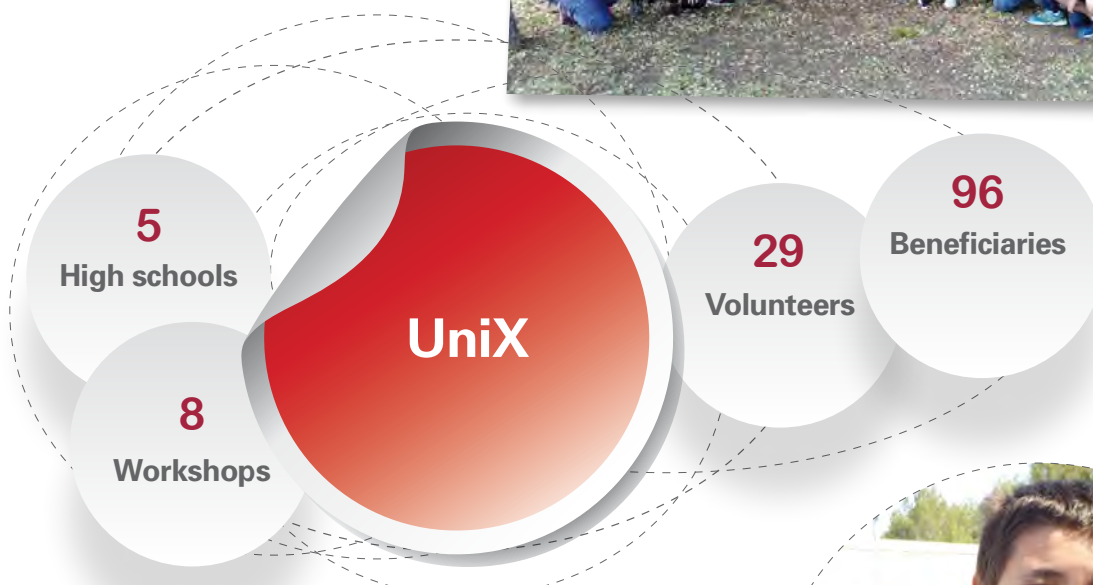 5
High schools
8
Workshops
UniX
29
Volunteers
96
Beneficiaries